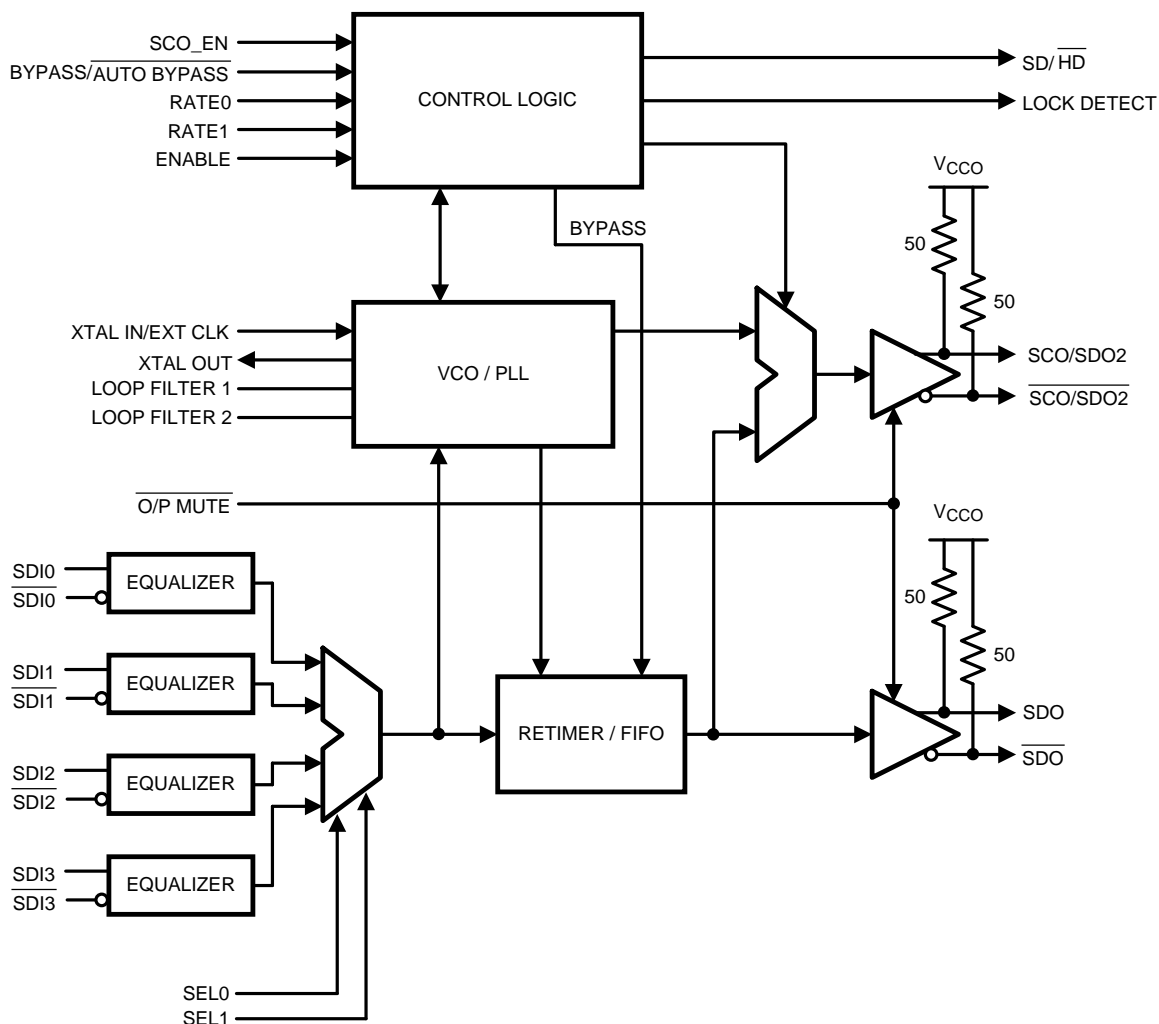 SCO_EN
BYPASS/AUTO BYPASS
RATE0
RATE1
ENABLE
CONTROL LOGIC
SD/HD
LOCK DETECT
BYPASS
VCCO
50
50
XTAL IN/EXT CLK
XTAL OUT
LOOP FILTER 1
LOOP FILTER 2
VCO / PLL
SCO/SDO2
SCO/SDO2
O/P MUTE
VCCO
50
50
SDI0
SDI0
EQUALIZER
SDI1
SDI1
EQUALIZER
SDI2
SDI2
EQUALIZER
SDI3
SDI3
EQUALIZER
RETIMER / FIFO
SDO
SDO
SEL0
SEL1